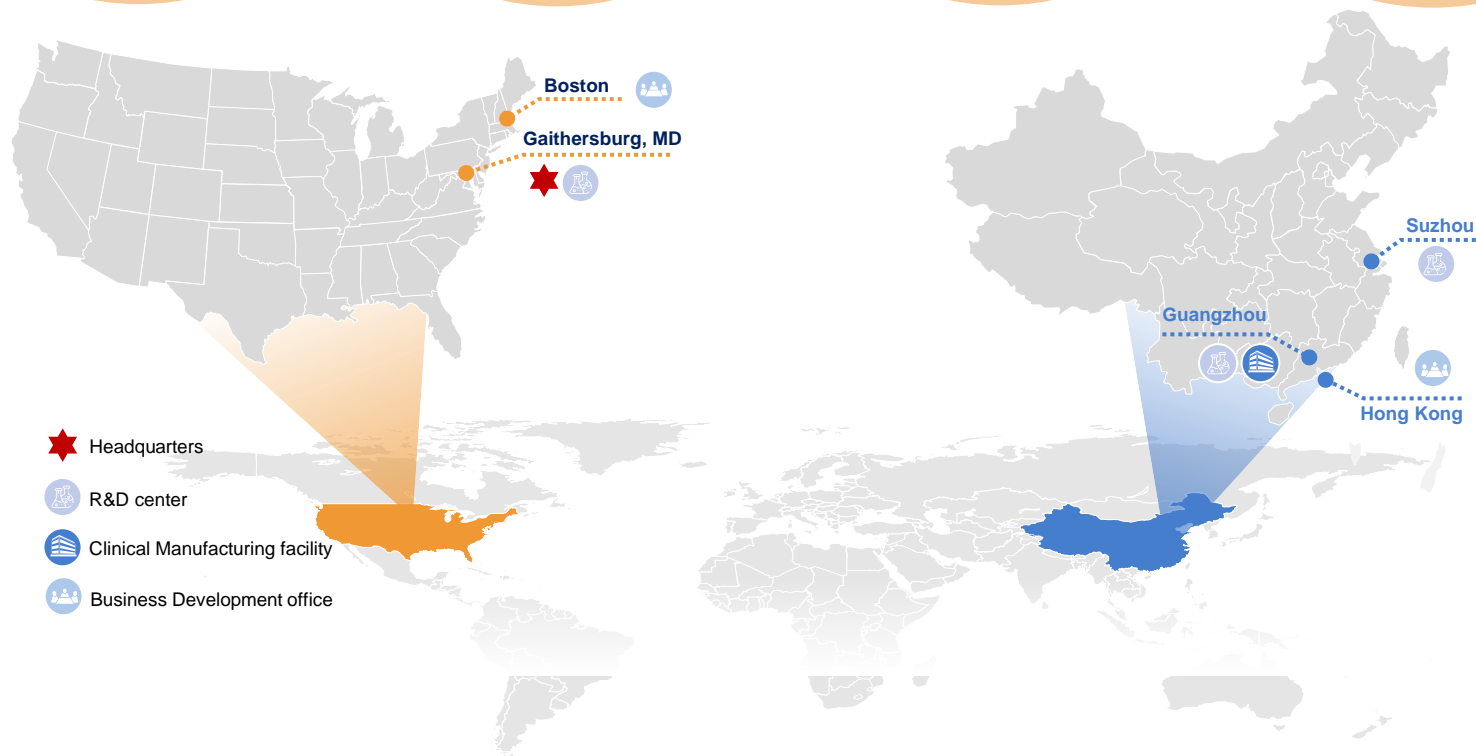 Boston
Gaithersburg, MD
Suzhou
Guangzhou
Hong Kong
Headquarters
R&D center
Clinical Manufacturing facility
Business Development office